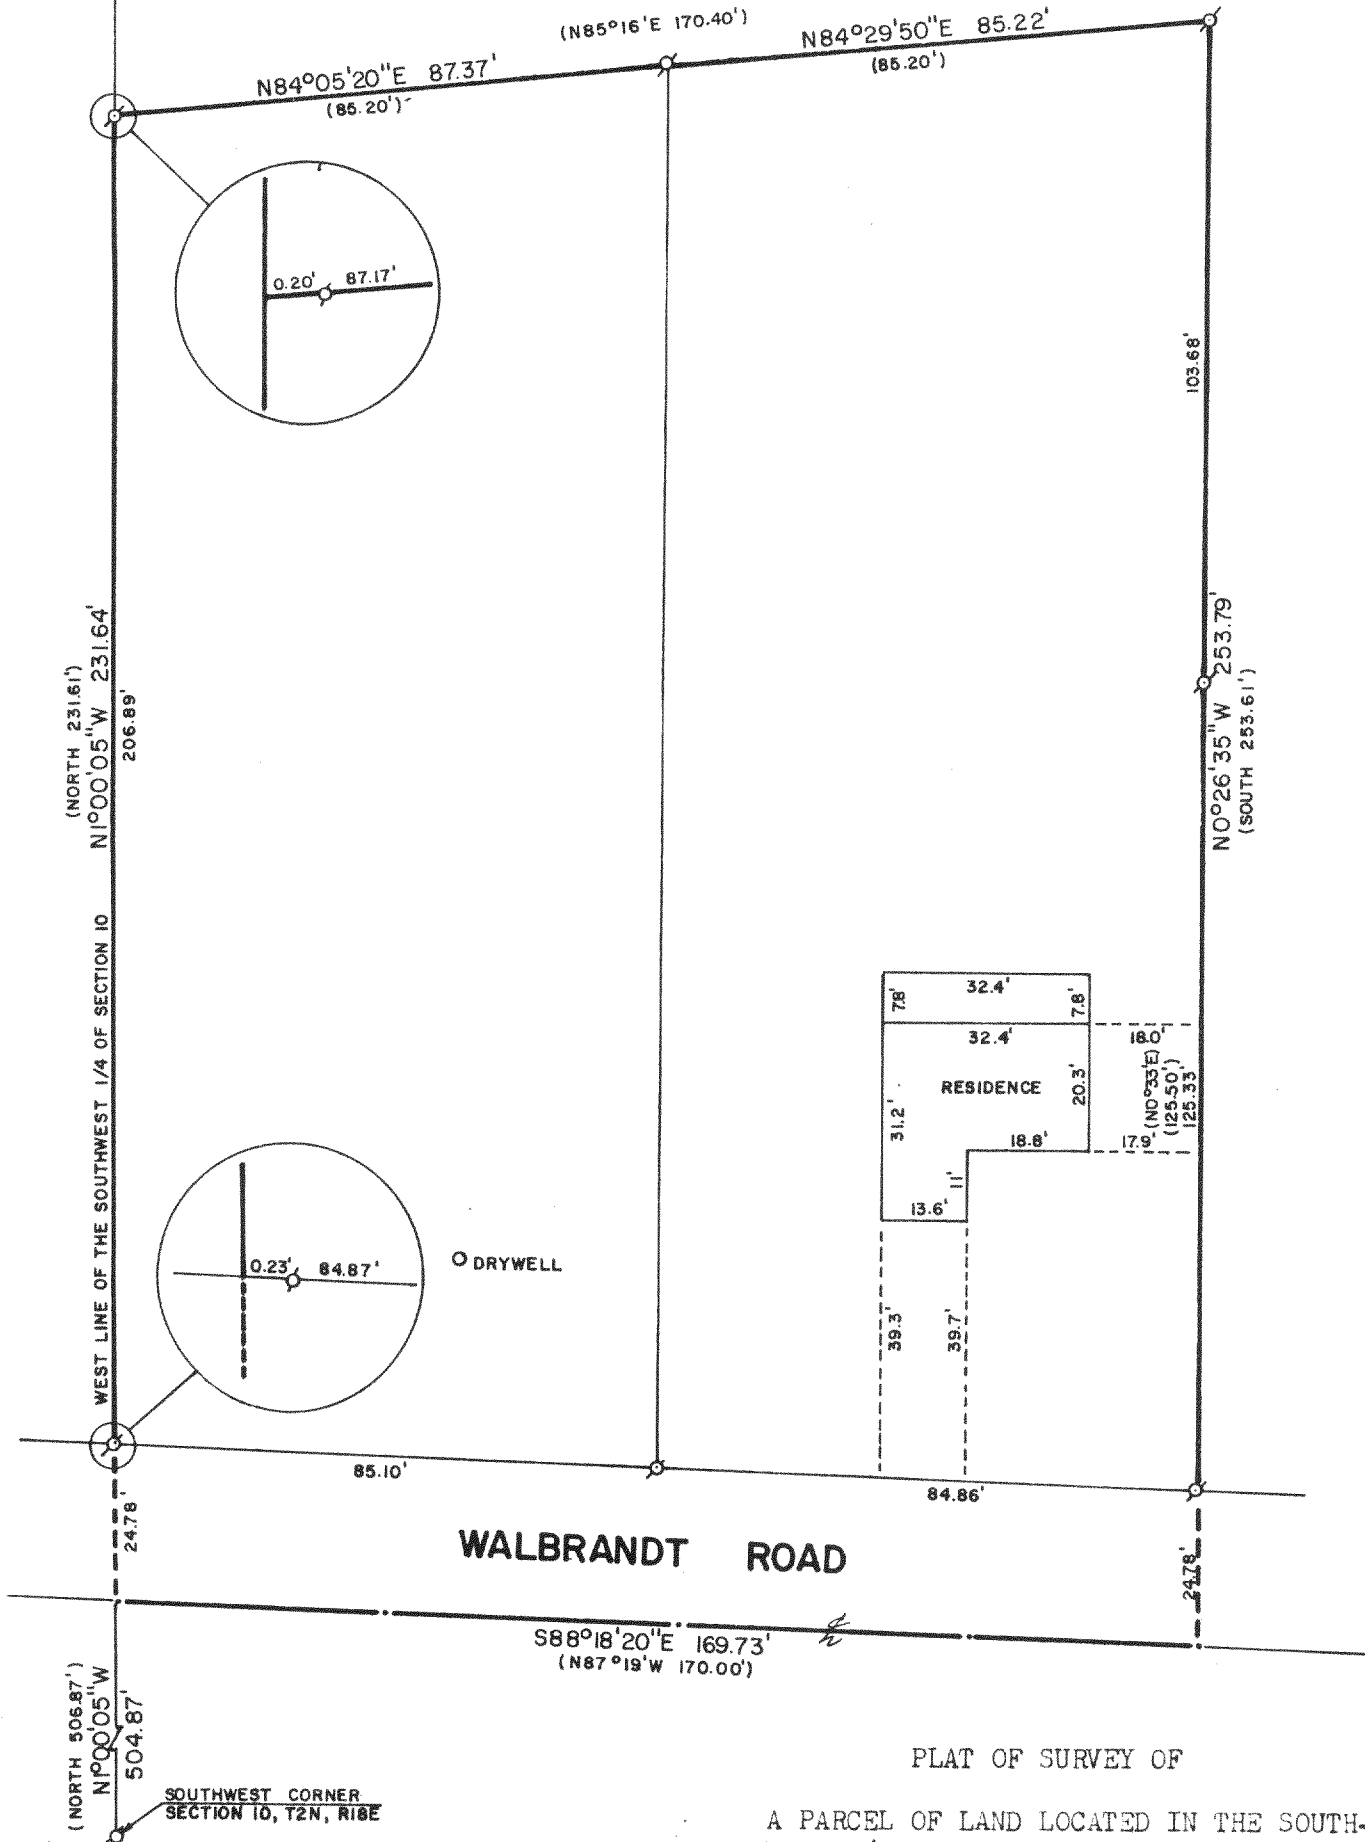 (N85°16'E 170.40')
N84°29'50"E 85.22'
(85.20')
N84°05'20"E 87.37'
(85.20')
0.20' 87.17'
103.68'
(NORTH 231.61')
N1°00'05"W 231.64'
206.89'
N0°26'35"W 253.79'
(SOUTH 253.61')
WEST LINE OF THE SOUTHWEST 1/4 OF SECTION 10
32.4'
7.8'
7.8'
32.4'
18.0'
RESIDENCE
20.3'
31.2'
(N0°33'E)
(125.50')
125.33'
18.8'
17.9'
11'
13.6'
0.23' 84.87'
DRYWELL
39.3'
39.7'
85.10'
84.86'
24.78'
WALBRANDT ROAD
24.78'
S88°18'20"E 169.73'
(N87°19'W 170.00')
(NORTH 506.87')
N1°00'05"W
504.87'
SOUTHWEST CORNER
SECTION 10, T2N, R18E
PLAT OF SURVEY OF
A PARCEL OF LAND LOCATED IN THE SOUTH-